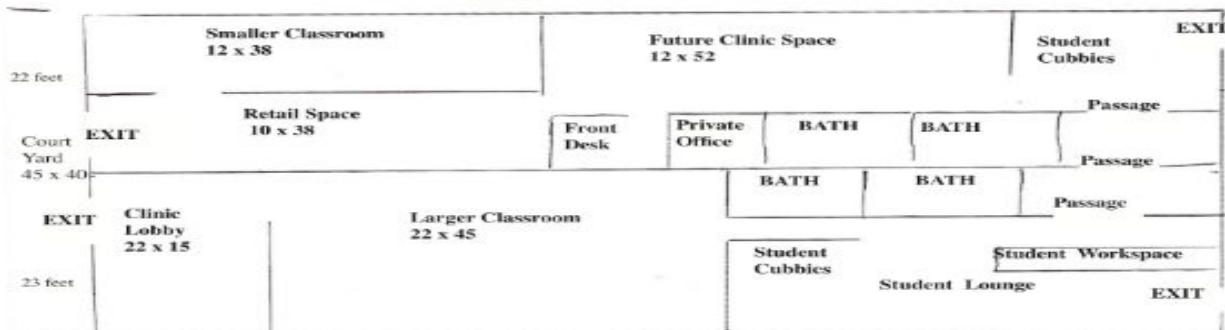 Smaller Classroom
12 x 38
Future Clinic Space
12 x 52
Student
Cubbies
EXIT
22 feet
Retail Space
10 x 38
Passage
EXIT
Front
Desk
Private
Office
BATH
BATH
Court
Yard
45 x 40
Passage
BATH
BATH
EXIT
Clinic
Lobby
22 x 15
Larger Classroom
22 x 45
Passage
Student
Cubbies
Student Workspace
23 feet
Student Lounge
EXIT